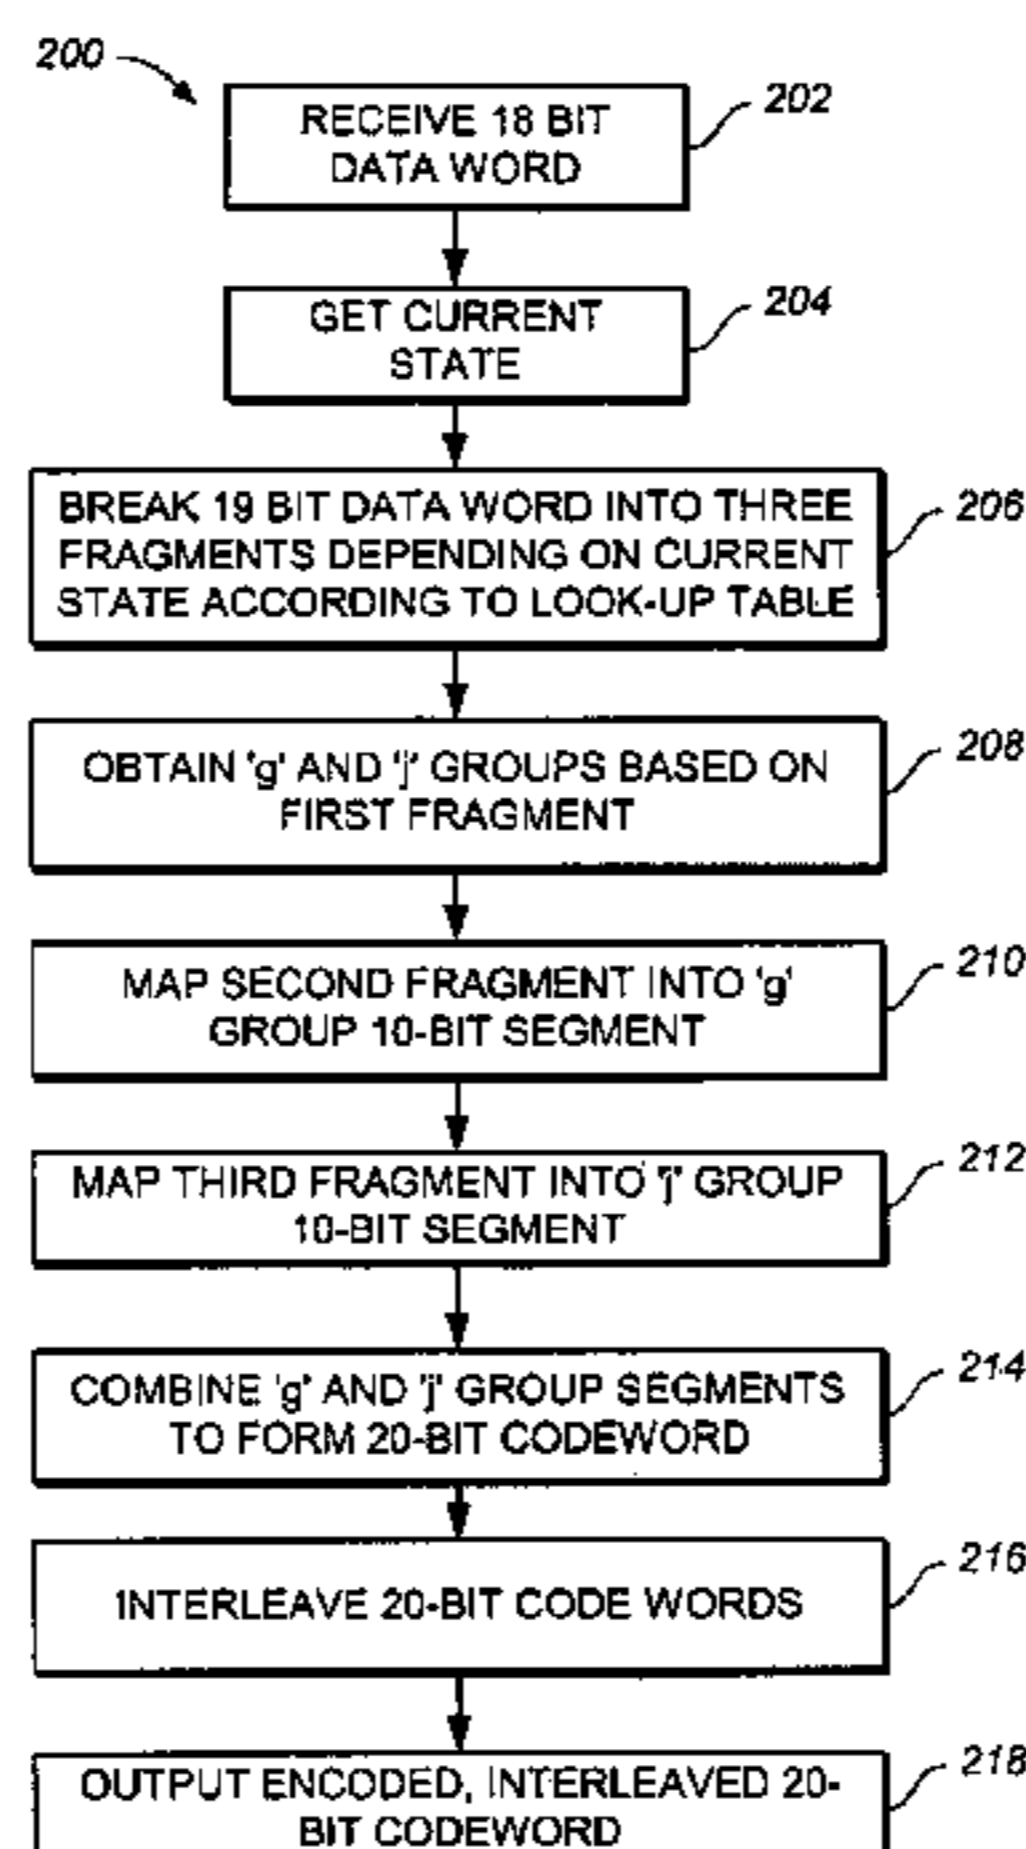 200
RECEIVE 18 BIT
DATA WORD
202
GET CURRENT
STATE
204
BREAK 19 BIT DATA WORD INTO THREE
FRAGMENTS DEPENDING ON CURRENT
STATE ACCORDING TO LOOK-UP TABLE
206
OBTAIN 'g' AND 'j' GROUPS BASED ON
FIRST FRAGMENT
208
MAP SECOND FRAGMENT INTO 'g'
GROUP 10-BIT SEGMENT
210
MAP THIRD FRAGMENT INTO 'j' GROUP
10-BIT SEGMENT
212
COMBINE 'g' AND 'j' GROUP SEGMENTS
TO FORM 20-BIT CODEWORD
214
INTERLEAVE 20-BIT CODE WORDS
216
OUTPUT ENCODED, INTERLEAVED 20-
BIT CODEWORD
218